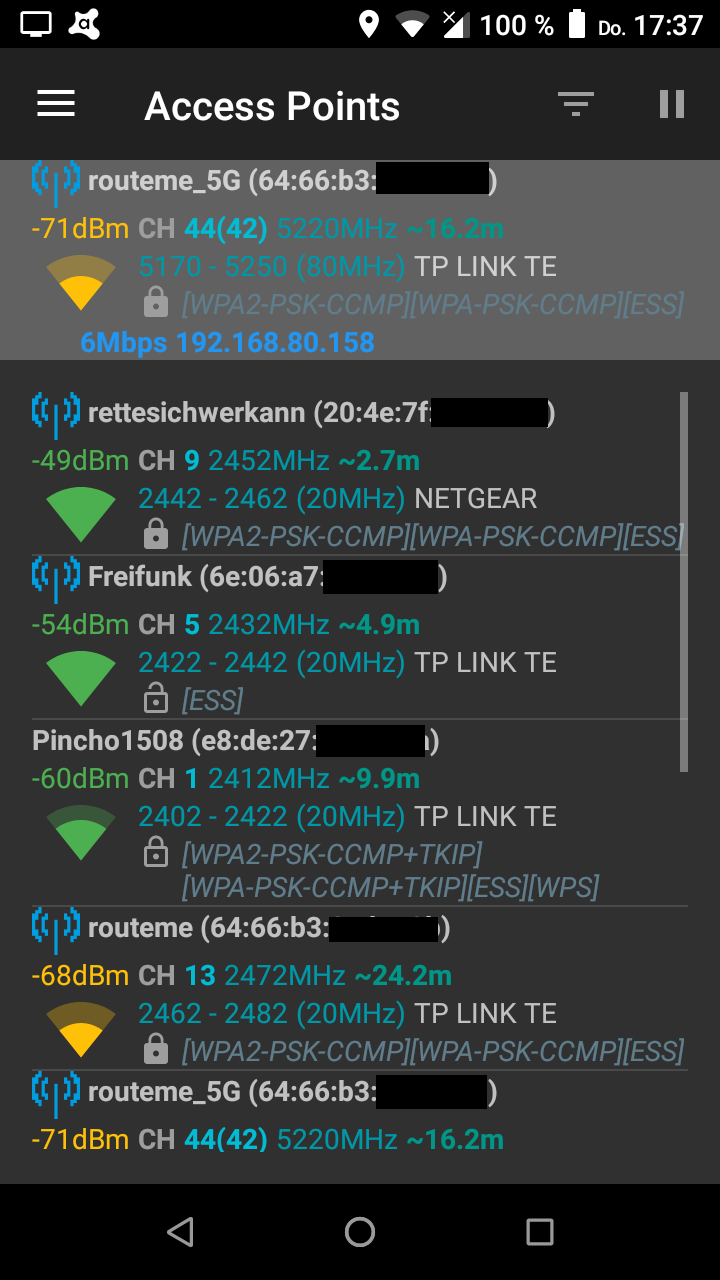 100 % Do. 17:37
Access Points
routeme_5G (64:66:b3: )
-71dBm CH 44(42) 5220MHz ~16.2m
5170 - 5250 (80MHz) TP LINK TE
[WPA2-PSK-CCMP][WPA-PSK-CCMP][ESS]
6Mbps 192.168.80.158
rettesichwerkann (20:4e:7f: )
-49dBm CH 9 2452MHz ~2.7m
2442 - 2462 (20MHz) NETGEAR
[WPA2-PSK-CCMP][WPA-PSK-CCMP][ESS]
Freifunk (6e:06:a7: )
-54dBm CH 5 2432MHz ~4.9m
2422 - 2442 (20MHz) TP LINK TE
[ESS]
Pincho1508 (e8:de:27: )
-60dBm CH 1 2412MHz ~9.9m
2402 - 2422 (20MHz) TP LINK TE
[WPA2-PSK-CCMP+TKIP]
[WPA-PSK-CCMP+TKIP][ESS][WPS]
routeme (64:66:b3: )
-68dBm CH 13 2472MHz ~24.2m
2462 - 2482 (20MHz) TP LINK TE
[WPA2-PSK-CCMP][WPA-PSK-CCMP][ESS]
routeme_5G (64:66:b3: )
-71dBm CH 44(42) 5220MHz ~16.2m